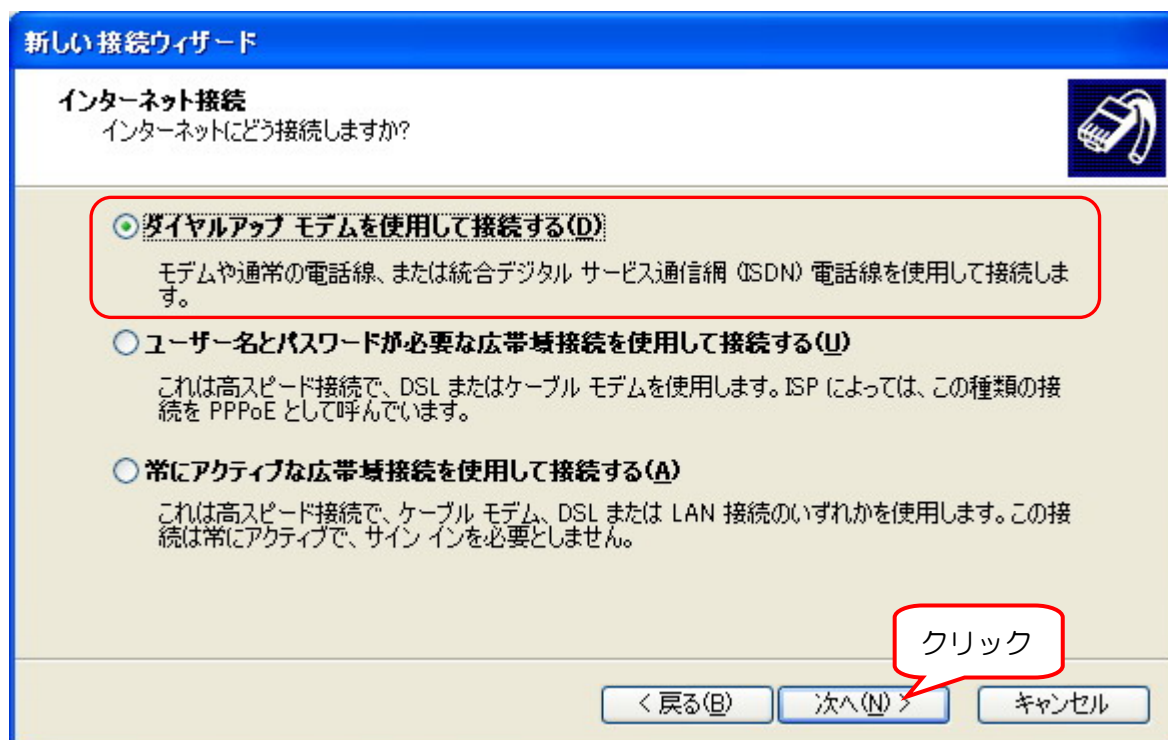 新しい接続ウィザード
インターネット接続
インターネットにどう接続しますか?
ダイヤルアップ モデムを使用して接続する(D)
モデムや通常の電話線、または統合デジタル サービス通信網 (ISDN) 電話線を使用して接続しま
す。
ユーザー名とパスワードが必要な広帯域接続を使用して接続する(U)
これは高スピード接続で、DSL またはケーブル モデムを使用します。ISP によっては、この種類の接
続を PPPoE として呼んでいます。
常にアクティブな広帯域接続を使用して接続する(A)
これは高スピード接続で、ケーブル モデム、DSL または LAN 接続のいずれかを使用します。この接
続は常にアクティブで、サイン インを必要としません。
クリック
< 戻る(B)
次へ(N) >
キャンセル